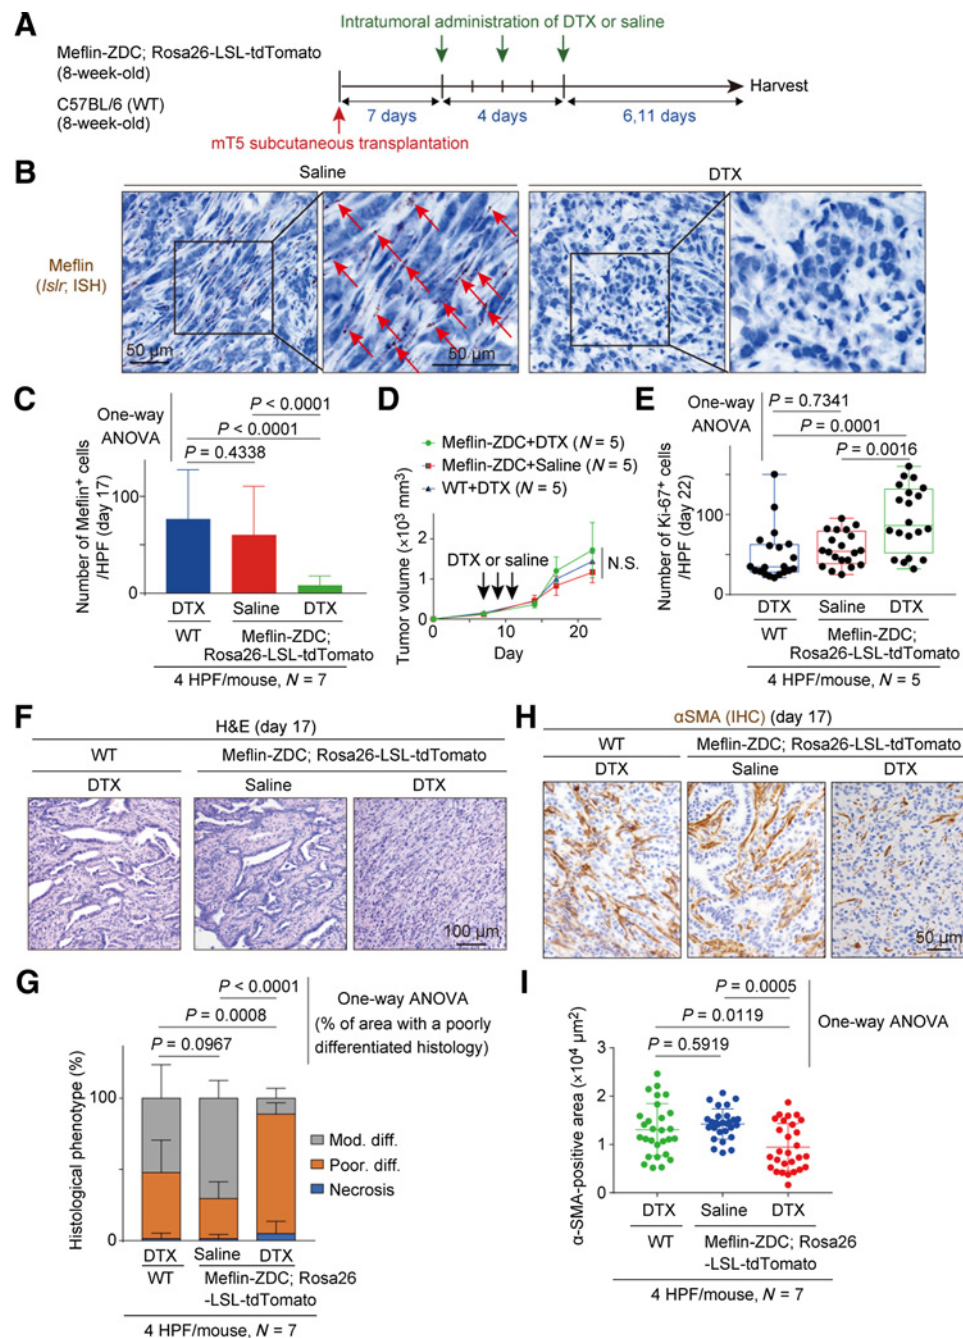 A
Intratumoral administration of DTX or saline
Meflin-ZDC; Rosa26-LSL-tdTomato
(8-week-old)
C57BL/6 (WT)
(8-week-old)
Harvest
7 days
4 days
6,11 days
mT5 subcutaneous transplantation
B
Saline
DTX
Meflin
(Islr; ISH)
50 µm
50 µm
C
One-way
ANOVA
P < 0.0001
P < 0.0001
P = 0.4338
Number of Meflin⁺ cells
/HPF (day 17)
100
0
DTX
Saline
DTX
WT
Meflin-ZDC;
Rosa26-LSL-tdTomato
4 HPF/mouse, N = 7
D
Meflin-ZDC+DTX (N = 5)
Meflin-ZDC+Saline (N = 5)
WT+DTX (N = 5)
Tumor volume (×10³ mm³)
2
1
0
DTX or saline
N.S.
0
10
20
Day
E
One-way
ANOVA
P = 0.7341
P = 0.0001
P = 0.0016
Number of Ki-67⁺ cells
/HPF (day 22)
100
0
DTX
Saline
DTX
WT
Meflin-ZDC;
Rosa26-LSL-tdTomato
4 HPF/mouse, N = 5
F
H&E (day 17)
WT
Meflin-ZDC; Rosa26-LSL-tdTomato
DTX
Saline
DTX
100 µm
H
αSMA (IHC) (day 17)
WT
Meflin-ZDC; Rosa26-LSL-tdTomato
DTX
Saline
DTX
50 µm
G
P < 0.0001
P = 0.0008
P = 0.0967
One-way ANOVA
(% of area with a poorly
differentiated histology)
Histological phenotype (%)
100
0
Mod. diff.
Poor. diff.
Necrosis
DTX
Saline
DTX
WT
Meflin-ZDC; Rosa26
-LSL-tdTomato
4 HPF/mouse, N = 7
I
P = 0.0005
P = 0.0119
P = 0.5919
One-way ANOVA
α-SMA-positive area (×10⁴ µm²)
3
2
1
0
DTX
Saline
DTX
WT
Meflin-ZDC; Rosa26
-LSL-tdTomato
4 HPF/mouse, N = 7